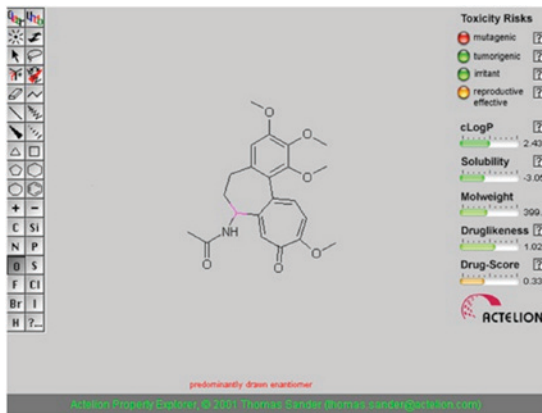 Toxicity Risks
mutagenic ?
tumorigenic ?
irritant ?
reproductive ?
effective
cLogP ?
2.43
Solubility ?
-3.05
Molweight
399.
Druglikeness ?
1.02
Drug-Score ?
0.33
ACTELION
+ −
C Si
N P
O S
F Cl
Br I
H ?...
O
O
O
NH
O
O
O
predominantly drawn enantiomer
Actelion Property Explorer, © 2001 Thomas Sander (thomas.sander@actelion.com)